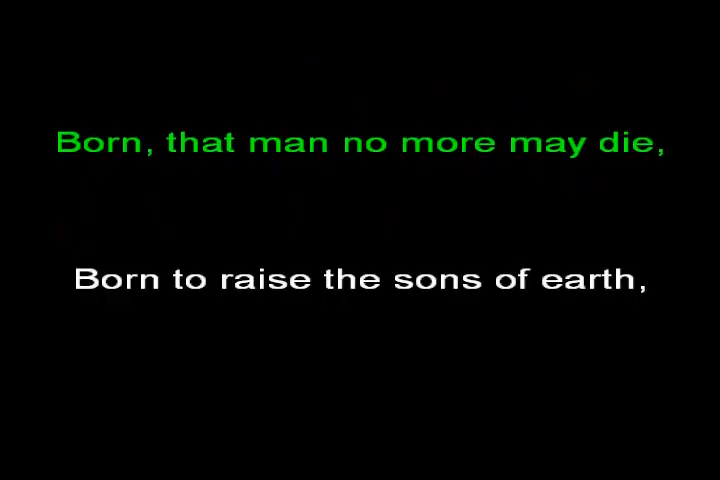 Born, that man no more may die,
Born to raise the sons of earth,